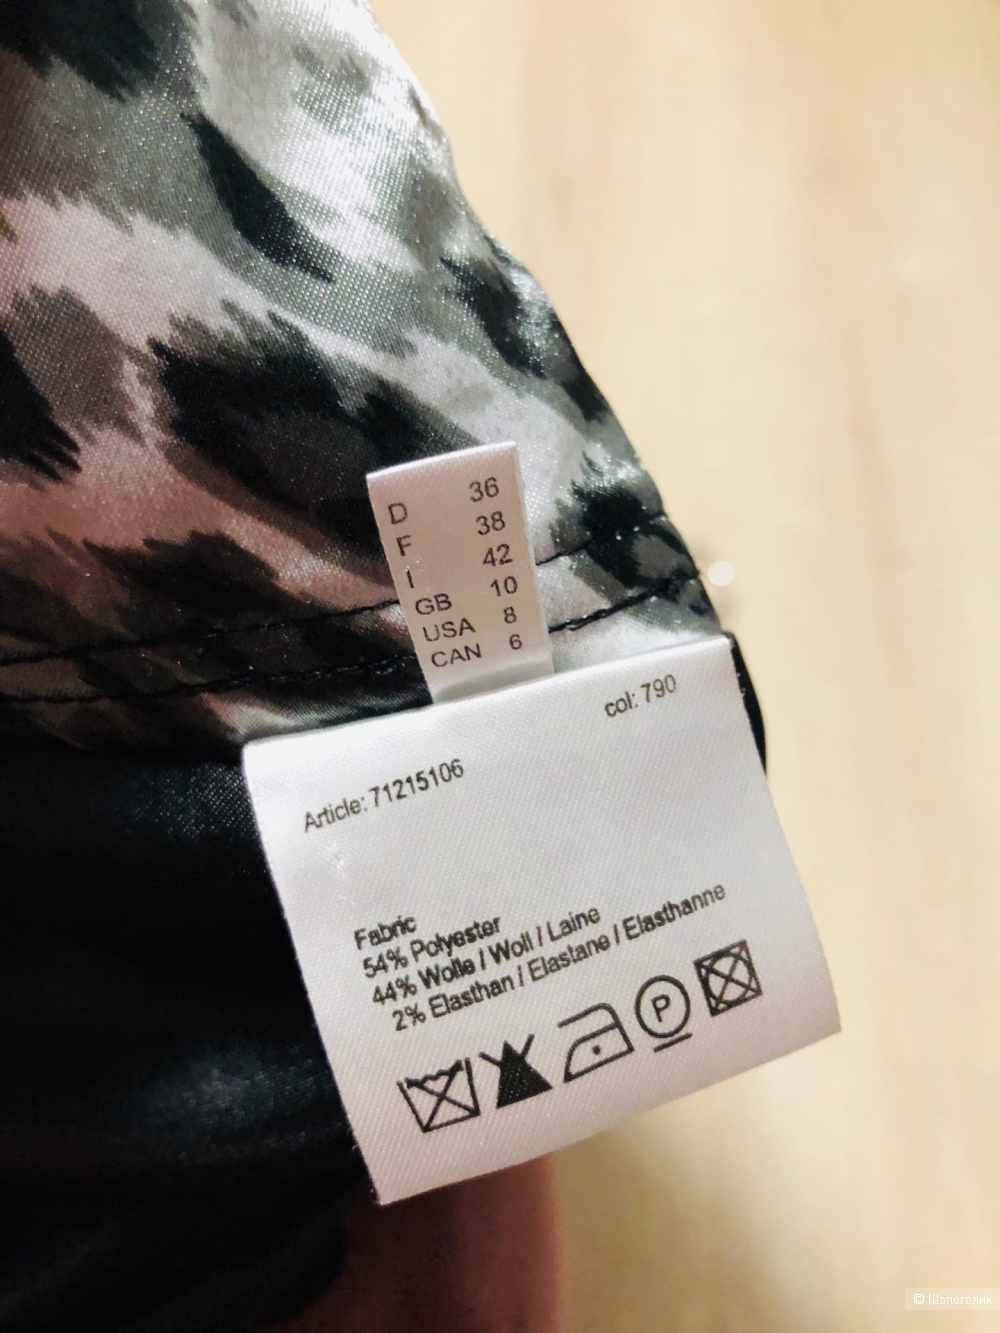 D 36
F 38
I 42
GB 10
USA 8
CAN 6
col: 790
Article: 71215106
Fabric
54% Polyester
44% Wolle / Woll / Laine
2% Elasthan / Elastane / Elasthanne
P
© Шопоголик